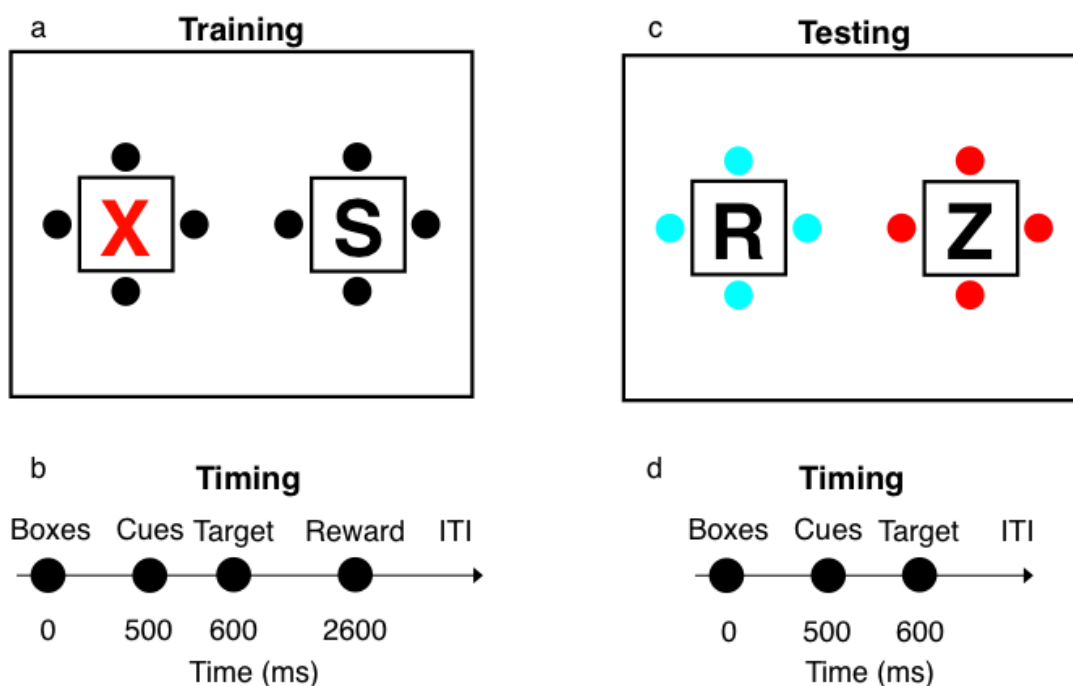 a
Training
X S
b
Timing
Boxes Cues Target Reward ITI
0 500 600 2600
Time (ms)
c
Testing
R Z
d
Timing
Boxes Cues Target ITI
0 500 600
Time (ms)